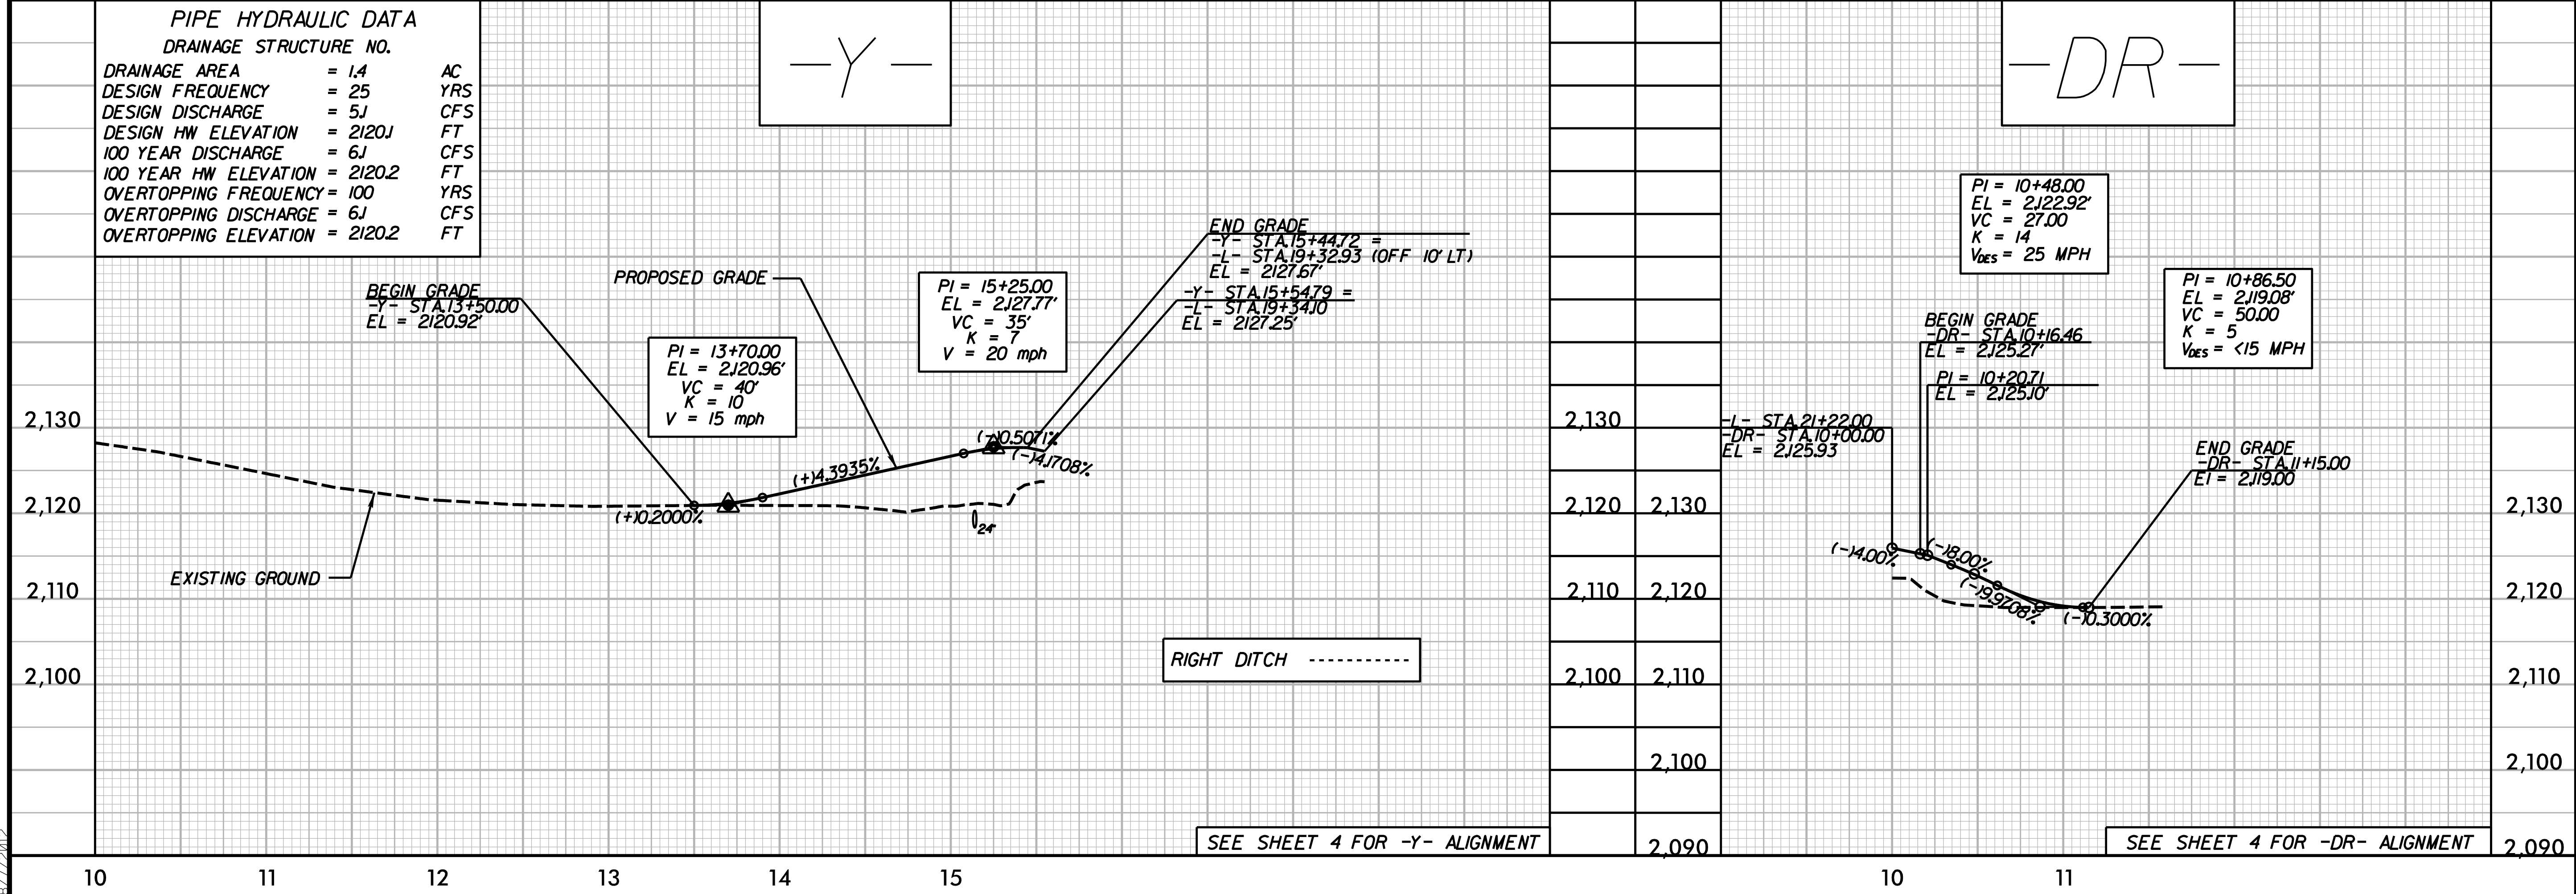 PIPE HYDRAULIC DATA
DRAINAGE STRUCTURE NO.
DRAINAGE AREA = 1.4 AC
DESIGN FREQUENCY = 25 YRS
DESIGN DISCHARGE = 5.1 CFS
DESIGN HW ELEVATION = 2120.1 FT
100 YEAR DISCHARGE = 6.1 CFS
100 YEAR HW ELEVATION = 2120.2 FT
OVERTOPPING FREQUENCY = 100 YRS
OVERTOPPING DISCHARGE = 6.1 CFS
OVERTOPPING ELEVATION = 2120.2 FT
-Y-
BEGIN GRADE
-Y- STA.13+50.00
EL = 2120.92'
PROPOSED GRADE
PI = 13+70.00
EL = 2,120.96'
VC = 40'
K = 10
V = 15 mph
PI = 15+25.00
EL = 2,127.77'
VC = 35'
K = 7
V = 20 mph
END GRADE
-Y- STA.15+44.72 =
-L- STA.19+32.93 (OFF 10' LT)
EL = 2127.67'
-Y- STA.15+54.79 =
-L- STA.19+34.10
EL = 2127.25'
(+)0.2000%
(+)4.3935%
(-)0.5071%
(-)4.1708%
24"
EXISTING GROUND
RIGHT DITCH
SEE SHEET 4 FOR -Y- ALIGNMENT
2,130
2,120
2,110
2,100
10 11 12 13 14 15
2,130
2,120 2,130
2,110 2,120
2,100 2,110
2,100
2,090
-DR-
PI = 10+48.00
EL = 2,122.92'
VC = 27.00
K = 14
VDES = 25 MPH
PI = 10+86.50
EL = 2,119.08'
VC = 50.00
K = 5
VDES = <15 MPH
BEGIN GRADE
-DR- STA.10+16.46
EL = 2,125.27'
PI = 10+20.71
EL = 2,125.10'
-L- STA.21+22.00
-DR- STA.10+00.00
EL = 2,125.93
END GRADE
-DR- STA.11+15.00
El = 2,119.00
(-)4.00%
(-)8.00%
(-)9.9708%
(-)0.3000%
SEE SHEET 4 FOR -DR- ALIGNMENT
2,130
2,120
2,110
2,100
2,090
10 11